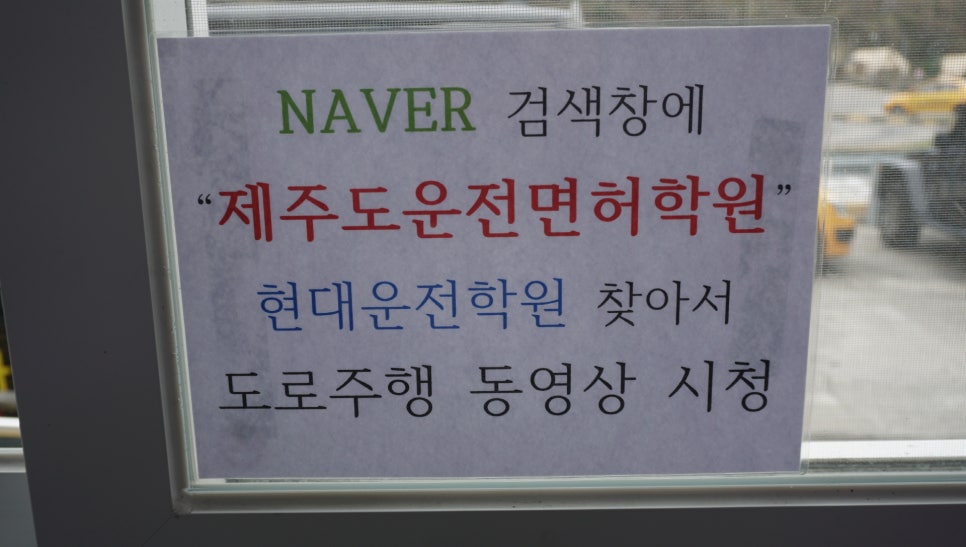 NAVER 검색창에
“제주도운전면허학원”
현대운전학원 찾아서
도로주행 동영상 시청